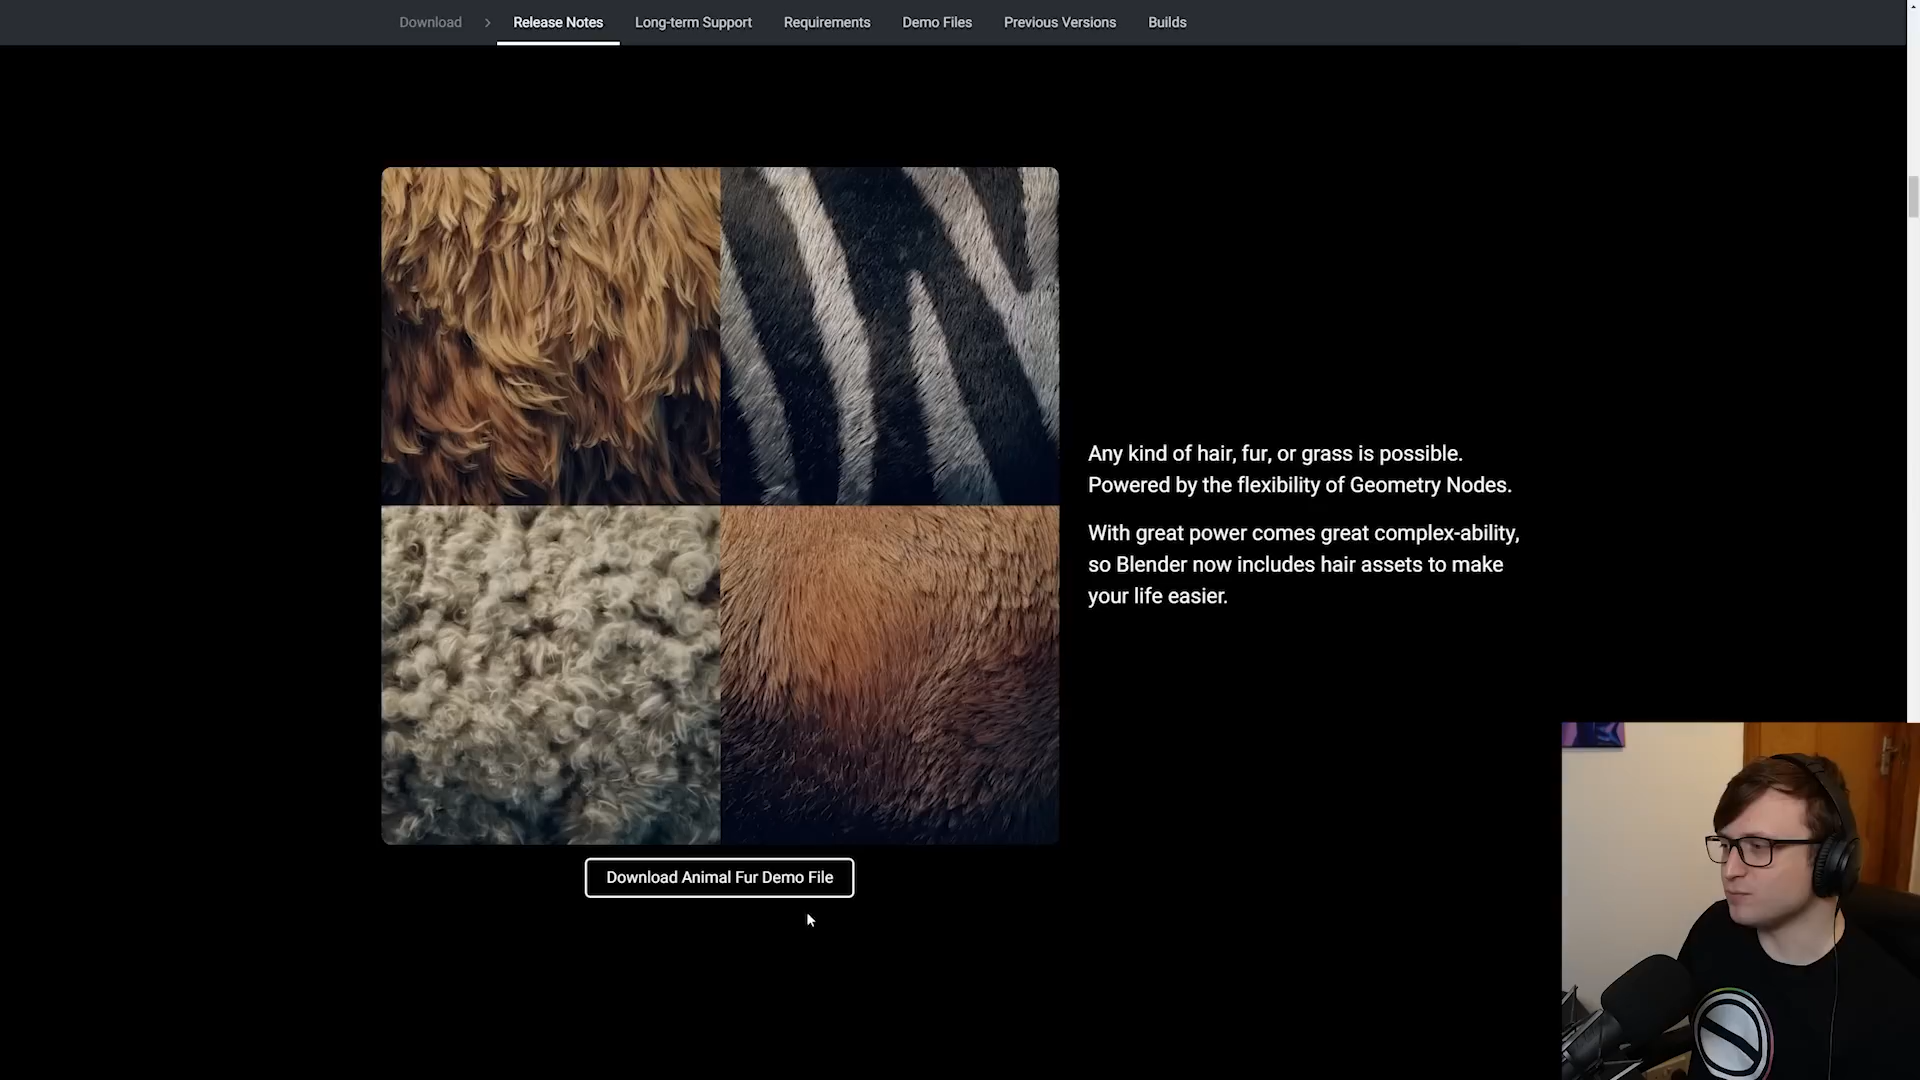 Download
Release Notes
Long-term Support
Requirements
Demo Files
Previous Versions
Builds
Any kind of hair, fur, or grass is possible.
Powered by the flexibility of Geometry Nodes.
With great power comes great complex-ability,
so Blender now includes hair assets to make
your life easier.
Download Animal Fur Demo File